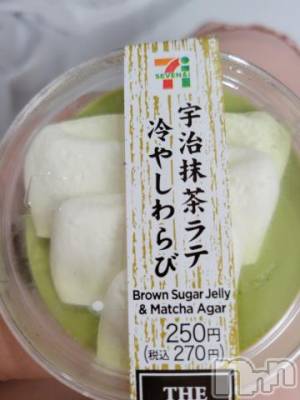 7
SEVEN&i
宇治抹茶ラテ
冷やしわらび
Brown Sugar Jelly
& Matcha Agar
250円
(税込270円)
THE